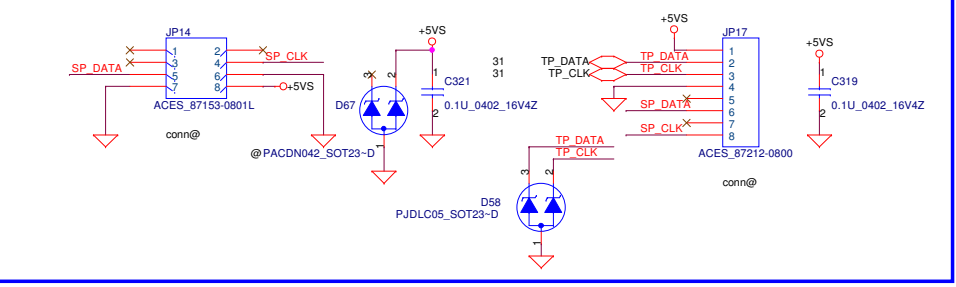 JP14
1
2
3
4
5
6
7
8
SP_CLK
SP_DATA
+5VS
ACES_87153-0801L
conn@
+5VS
3
2
D67
1
@PACDN042_SOT23~D
1
C321
0.1U_0402_16V4Z
2
31
31
TP_DATA
TP_CLK
+5VS
JP17
TP_DATA
TP_CLK
SP_DATA
SP_CLK
1
2
3
4
5
6
7
8
ACES_87212-0800
conn@
+5VS
1
C319
0.1U_0402_16V4Z
2
TP_DATA
TP_CLK
3
2
D58
PJDLC05_SOT23~D
1